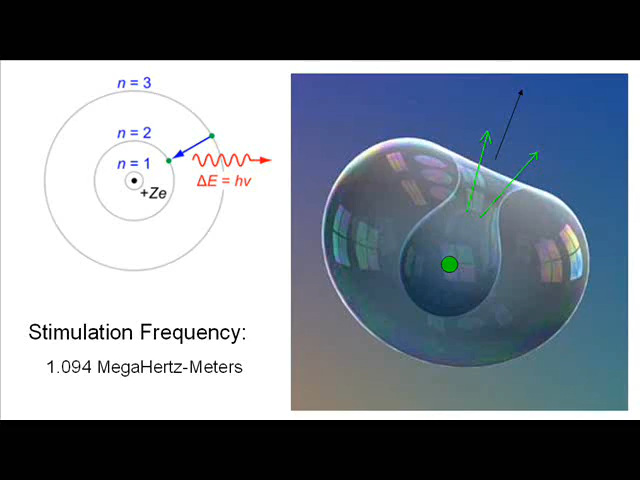 n = 3
n = 2
n = 1
+Ze
ΔE = hν
Stimulation Frequency:
1.094 MegaHertz-Meters